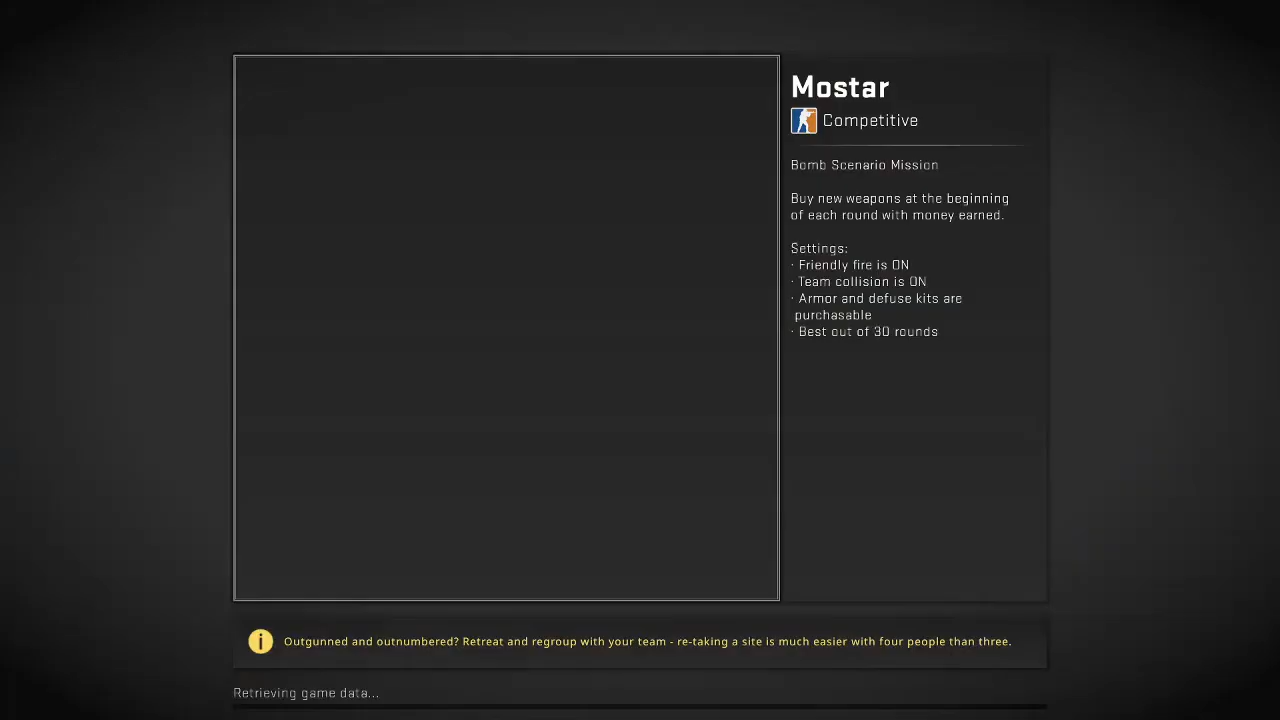 Mostar
Competitive
Bomb Scenario Mission
Buy new weapons at the beginning
of each round with money earned.
Settings:
· Friendly fire is ON
· Team collision is ON
· Armor and defuse kits are
purchasable
· Best out of 30 rounds
Outgunned and outnumbered? Retreat and regroup with your team - re-taking a site is much easier with four people than three.
Retrieving game data...